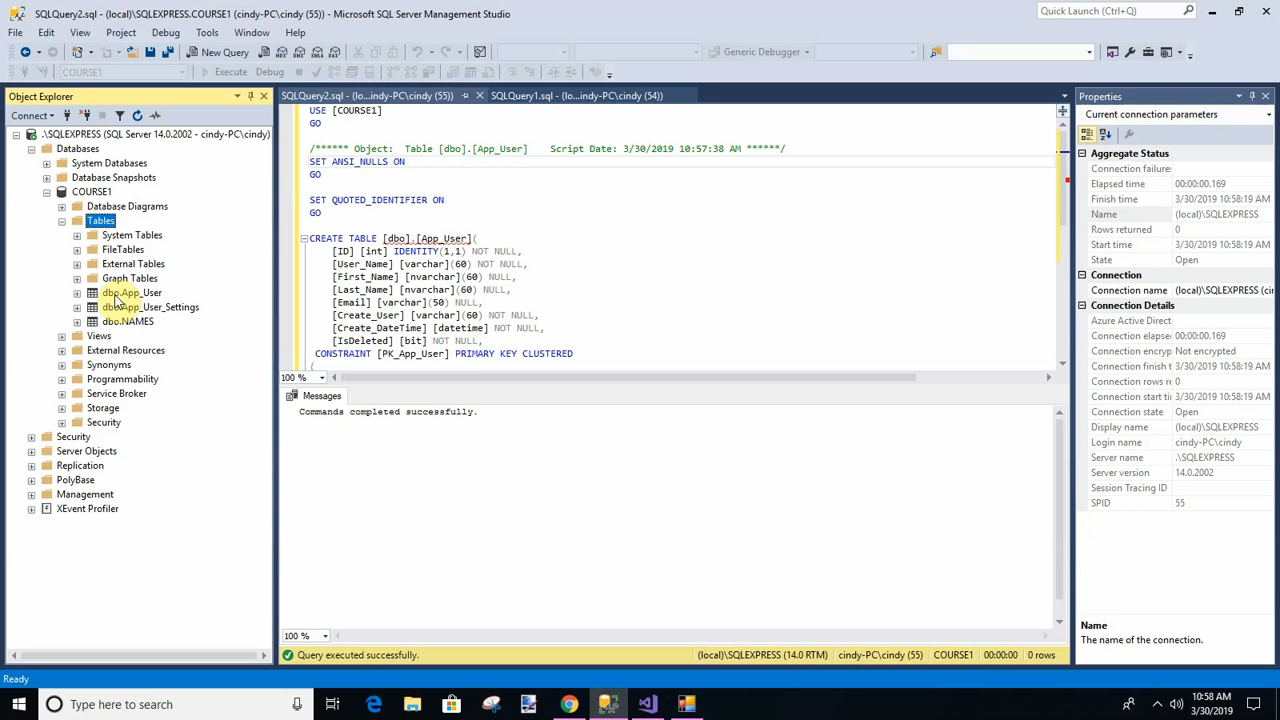 SQLQuery2.sql - (local)\SQLEXPRESS.COURSE1 (cindy-PC\cindy (55)) - Microsoft SQL Server Management Studio
Quick Launch (Ctrl+Q)
File Edit View Project Debug Tools Window Help
New Query
Generic Debugger
COURSE1
Execute Debug
Object Explorer
Connect
.\SQLEXPRESS (SQL Server 14.0.2002 - cindy-PC\cindy)
Databases
System Databases
Database Snapshots
COURSE1
Database Diagrams
Tables
System Tables
FileTables
External Tables
Graph Tables
dbo.App_User
dbo.App_User_Settings
dbo.NAMES
Views
External Resources
Synonyms
Programmability
Service Broker
Storage
Security
Security
Server Objects
Replication
PolyBase
Management
XEvent Profiler
SQLQuery2.sql - (lo...indy-PC\cindy (55)) SQLQuery1.sql - (lo...indy-PC\cindy (54))
USE [COURSE1]
GO
/****** Object:  Table [dbo].[App_User]    Script Date: 3/30/2019 10:57:38 AM ******/
SET ANSI_NULLS ON
GO
SET QUOTED_IDENTIFIER ON
GO
CREATE TABLE [dbo].[App_User](
[ID] [int] IDENTITY(1,1) NOT NULL,
[User_Name] [varchar](60) NOT NULL,
[First_Name] [nvarchar](60) NULL,
[Last_Name] [nvarchar](60) NULL,
[Email] [varchar](50) NULL,
[Create_User] [varchar](60) NOT NULL,
[Create_DateTime] [datetime] NOT NULL,
[IsDeleted] [bit] NOT NULL,
CONSTRAINT [PK_App_User] PRIMARY KEY CLUSTERED
(
100 %
Messages
Commands completed successfully.
100 %
Query executed successfully. (local)\SQLEXPRESS (14.0 RTM) cindy-PC\cindy (55) COURSE1 00:00:00 0 rows
Properties
Current connection parameters
Aggregate Status
Connection failures
Elapsed time 00:00:00.169
Finish time 3/30/2019 10:58:19 AM
Name (local)\SQLEXPRESS
Rows returned 0
Start time 3/30/2019 10:58:19 AM
State Open
Connection
Connection name (local)\SQLEXPRESS (ci
Connection Details
Azure Active Direct
Connection elapse 00:00:00.169
Connection encryp Not encrypted
Connection finish t 3/30/2019 10:58:19 AM
Connection rows re 0
Connection start ti 3/30/2019 10:58:19 AM
Connection state Open
Display name (local)\SQLEXPRESS
Login name cindy-PC\cindy
Server name .\SQLEXPRESS
Server version 14.0.2002
Session Tracing ID
SPID 55
Name
The name of the connection.
Ready
Type here to search
10:58 AM
3/30/2019